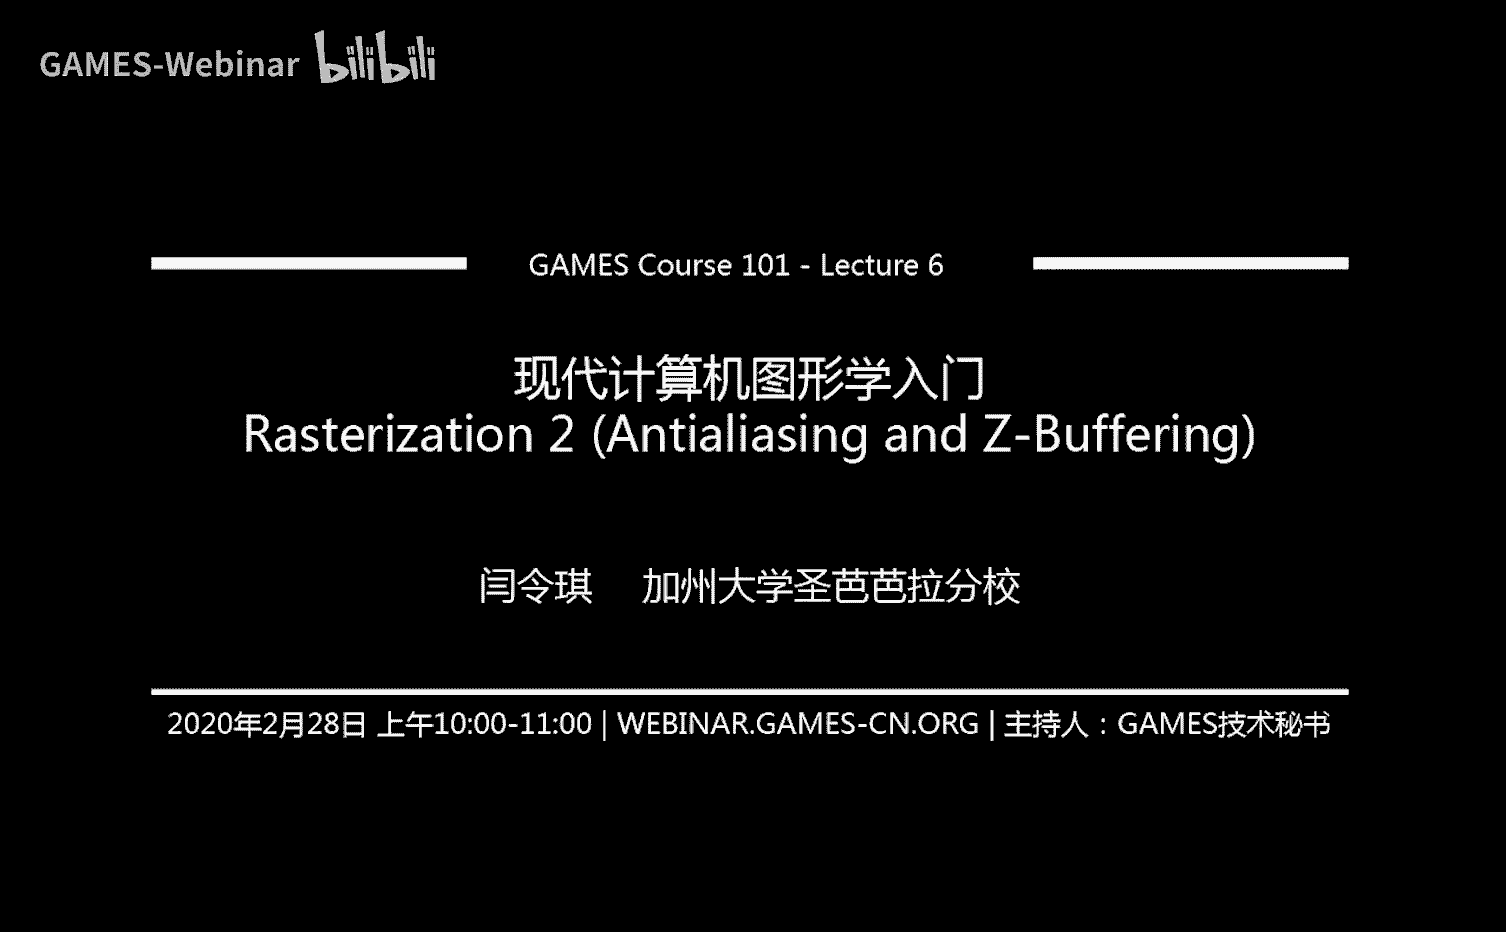 GAMES-Webinar bilibili
GAMES Course 101 - Lecture 6
现代计算机图形学入门
Rasterization 2 (Antialiasing and Z-Buffering)
闫令琪 加州大学圣芭芭拉分校
2020年2月28日 上午10:00-11:00 | WEBINAR.GAMES-CN.ORG | 主持人：GAMES技术秘书